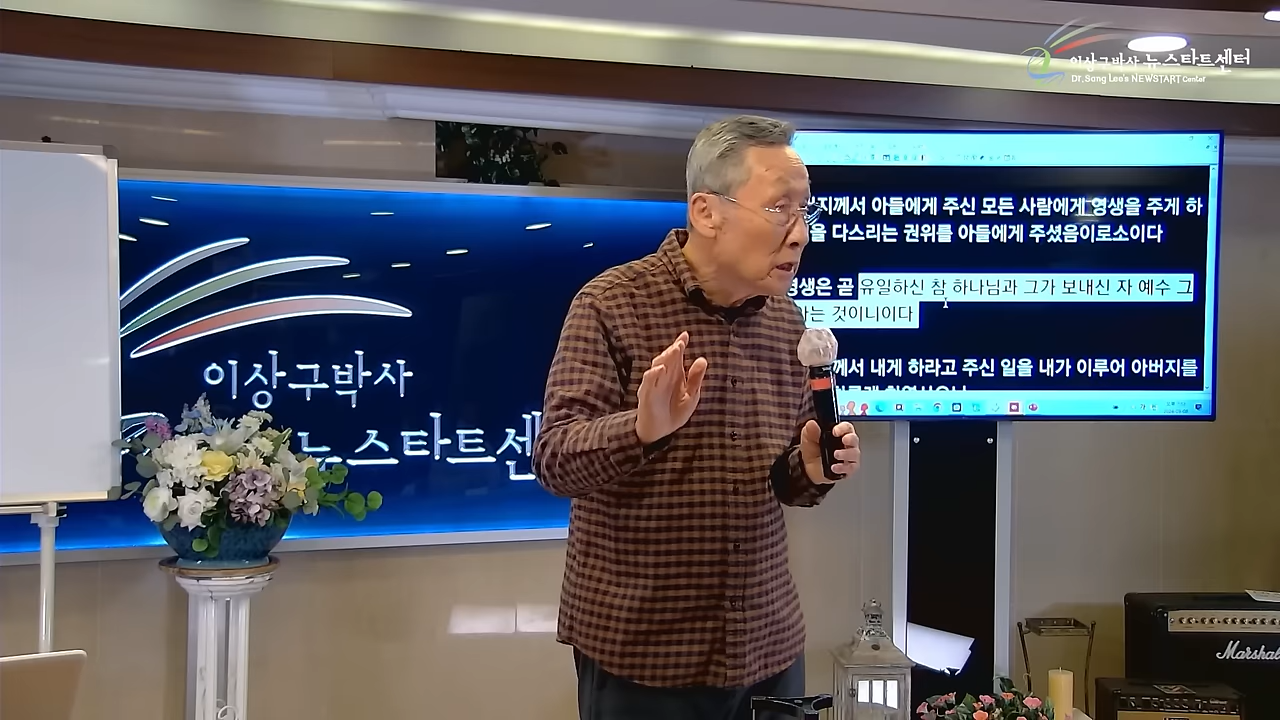 이상구박사 뉴스타트센터
Dr. Sang Lee's NEWSTART Center
이상구박사
뉴스타트센
지께서 아들에게 주신 모든 사람에게 영생을 주게 하
을 다스리는 권위를 아들에게 주셨음이로소이다
영생은 곧 유일하신 참 하나님과 그가 보내신 자 예수 그
아는 것이니이다
께서 내게 하라고 주신 일을 내가 이루어 아버지를
Marshal